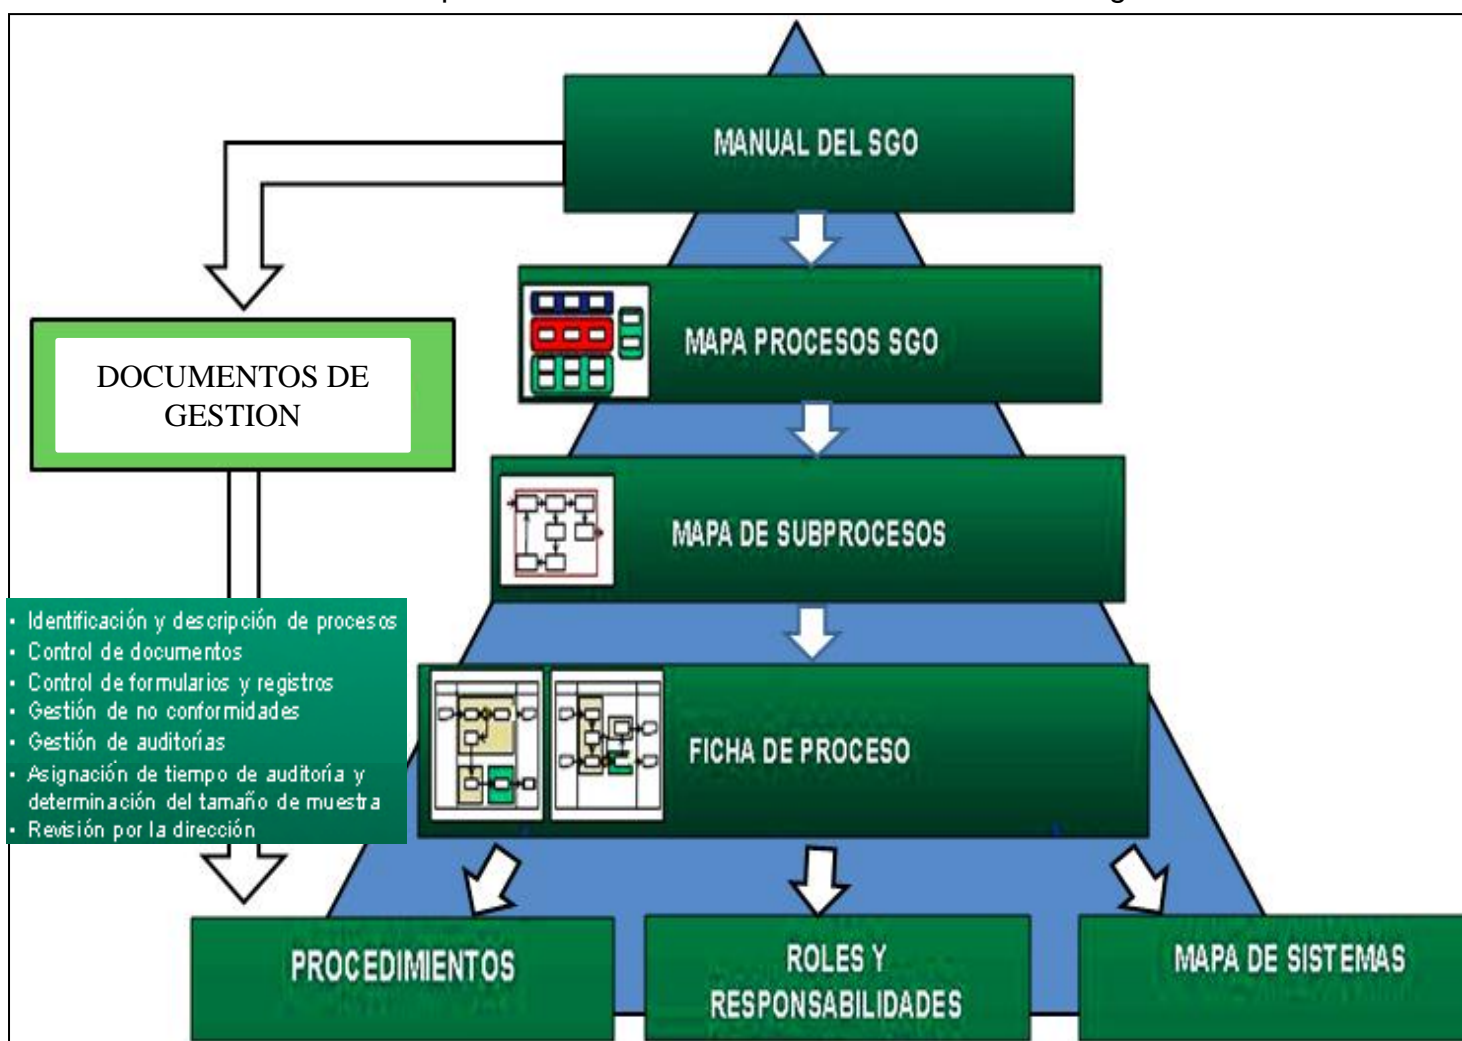 MANUAL DEL SGO
MAPA PROCESOS SGO
DOCUMENTOS DE
GESTION
MAPA DE SUBPROCESOS
• Identificación y descripción de procesos
• Control de documentos
• Control de formularios y registros
• Gestión de no conformidades
• Gestión de auditorías
• Asignación de tiempo de auditoría y
determinación del tamaño de muestra
• Revisión por la dirección
FICHA DE PROCESO
PROCEDIMIENTOS
ROLES Y
RESPONSABILIDADES
MAPA DE SISTEMAS